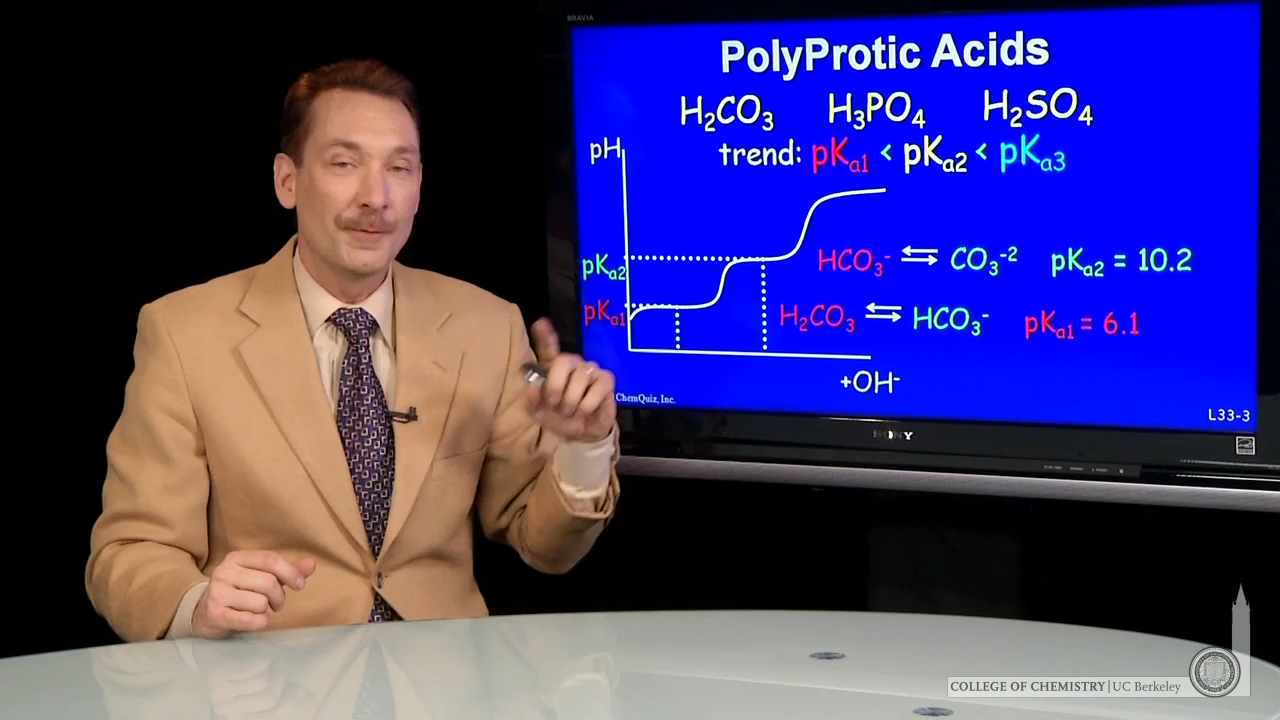 BRAVIA
PolyProtic Acids
H₂CO₃ H₃PO₄ H₂SO₄
trend: pKₐ₁ < pKₐ₂ < pKₐ₃
pH
pKₐ₂
HCO₃⁻ ⇌ CO₃⁻² pKₐ₂ = 10.2
pKₐ₁
H₂CO₃ ⇌ HCO₃⁻ pKₐ₁ = 6.1
+OH⁻
ChemQuiz, Inc.
L33-3
SONY
COLLEGE OF CHEMISTRY | UC Berkeley